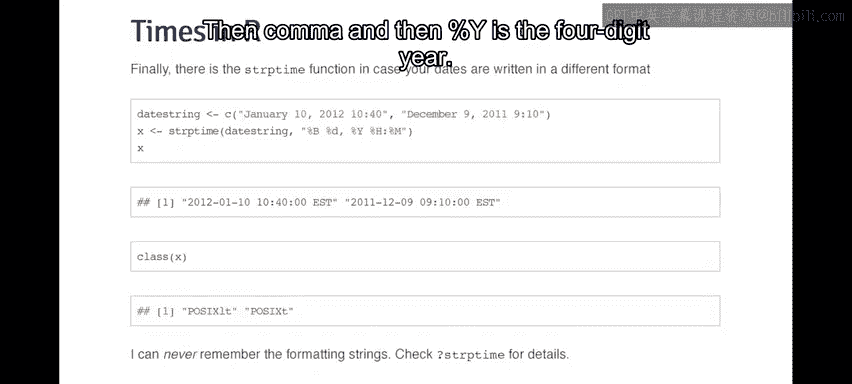 Times in R
Then comma and then %Y is the four-digit
year.
Finally, there is the strptime function in case your dates are written in a different format
datestring <- c("January 10, 2012 10:40", "December 9, 2011 9:10")
x <- strptime(datestring, "%B %d, %Y %H:%M")
x
## [1] "2012-01-10 10:40:00 EST" "2011-12-09 09:10:00 EST"
class(x)
## [1] "POSIXlt" "POSIXt"
I can never remember the formatting strings. Check ?strptime for details.